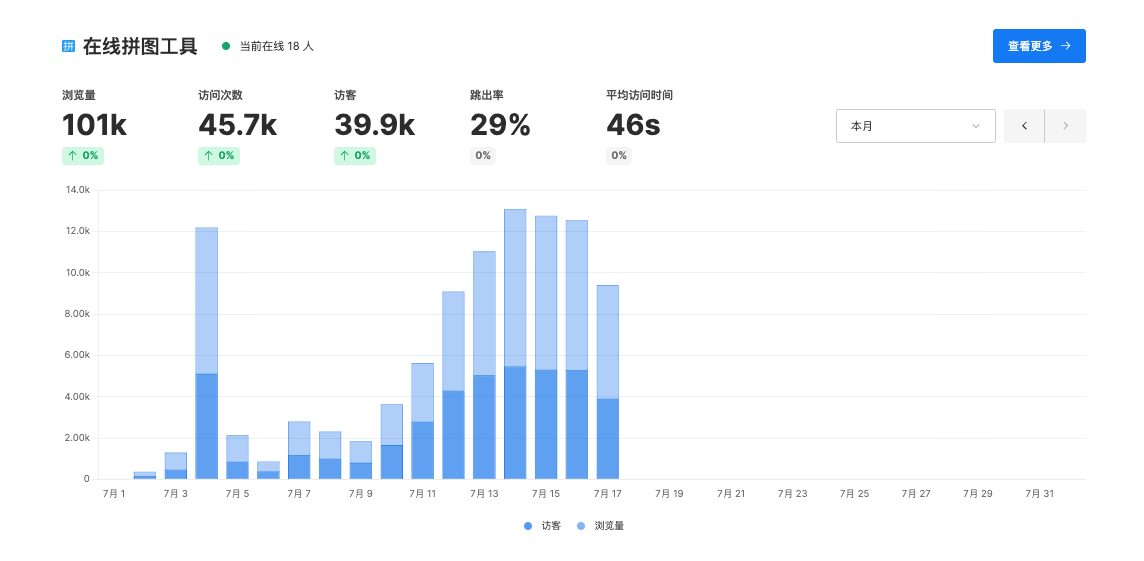 拼 在线拼图工具 当前在线 18 人 查看更多 →
浏览量 访问次数 访客 跳出率 平均访问时间
101k 45.7k 39.9k 29% 46s
本月
↑ 0% ↑ 0% ↑ 0% 0% 0%
14.0k
12.0k
10.0k
8.00k
6.00k
4.00k
2.00k
0
7月 1 7月 3 7月 5 7月 7 7月 9 7月 11 7月 13 7月 15 7月 17 7月 19 7月 21 7月 23 7月 25 7月 27 7月 29 7月 31
访客 浏览量